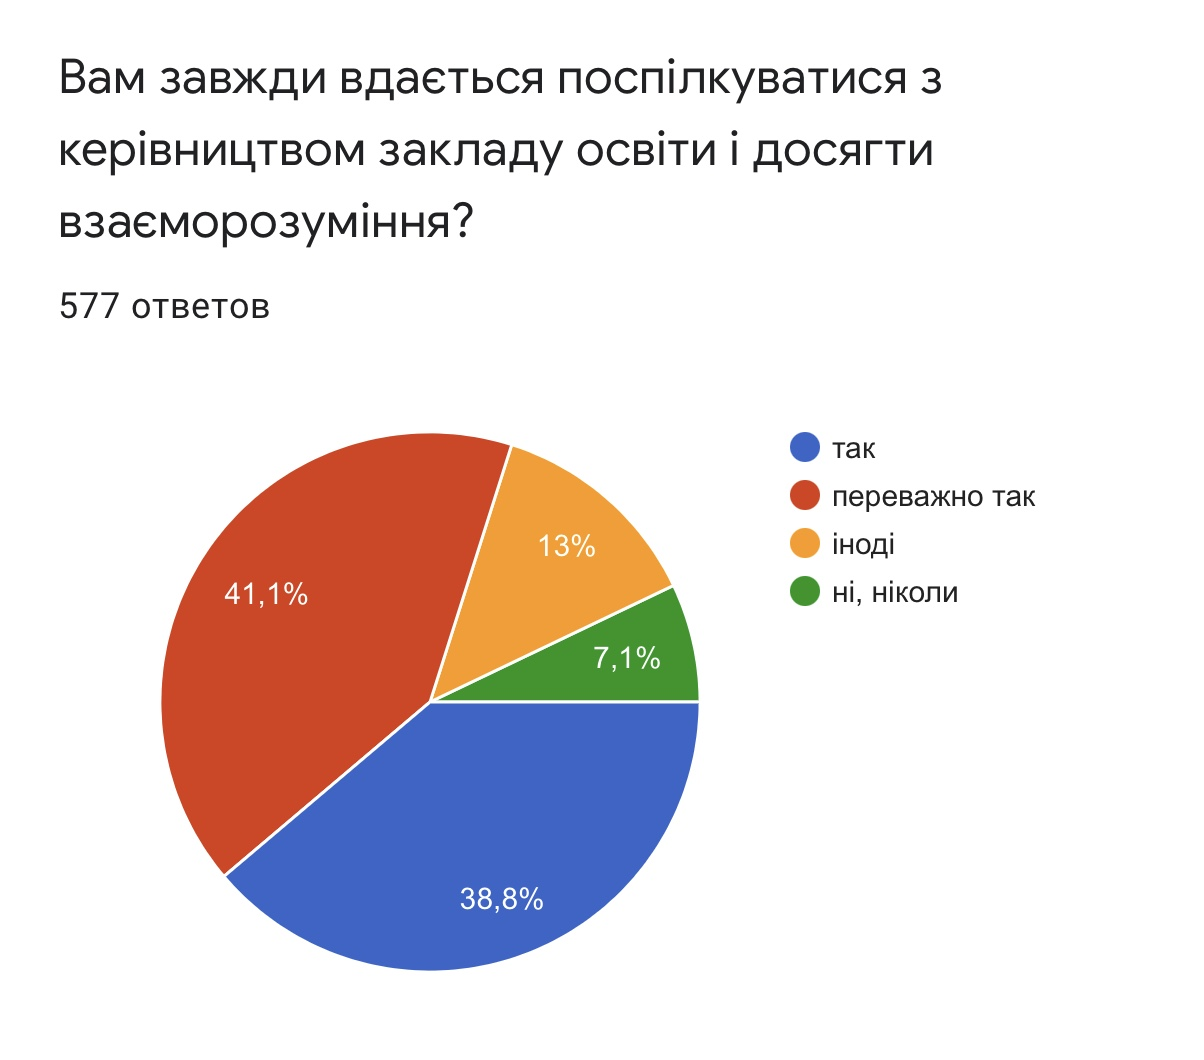 Вам завжди вдається поспілкуватися з
керівництвом закладу освіти і досягти
взаєморозуміння?
577 ответов
так
переважно так
іноді
ні, ніколи
13%
41,1%
7,1%
38,8%